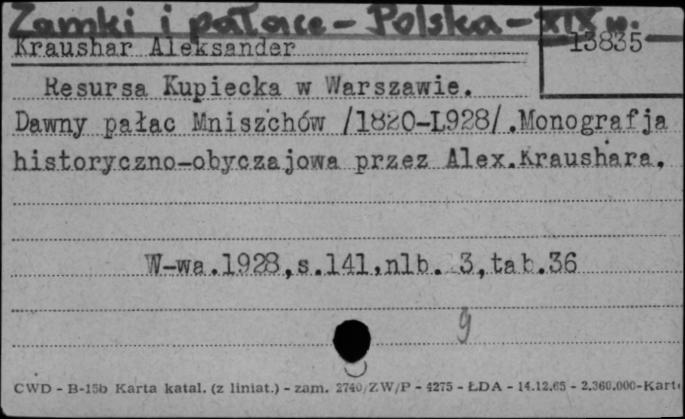 Zamki i pałace - Polska - XIX w.
Kraushar Aleksander
13835
Resursa Kupiecka w Warszawie.
Dawny pałac Mniszchów /1820-I928/.Monografja
historyczno-obyczajowa przez Alex.Kraushara.
W-wa.1928,s.141,nlb. 3,tab.36
g
CWD - B-15b Karta katal. (z liniat.) - zam. 2740/ZW/P - 4275 - ŁDA - 14.12.65 - 2.360.000-Kart